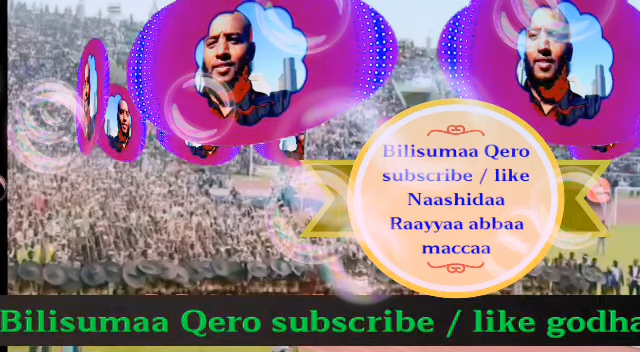 Bilisumaa Qero
subscribe / like
Naashidaa
Raayyaa abbaa
maccaa
Bilisumaa Qero subscribe / like godha